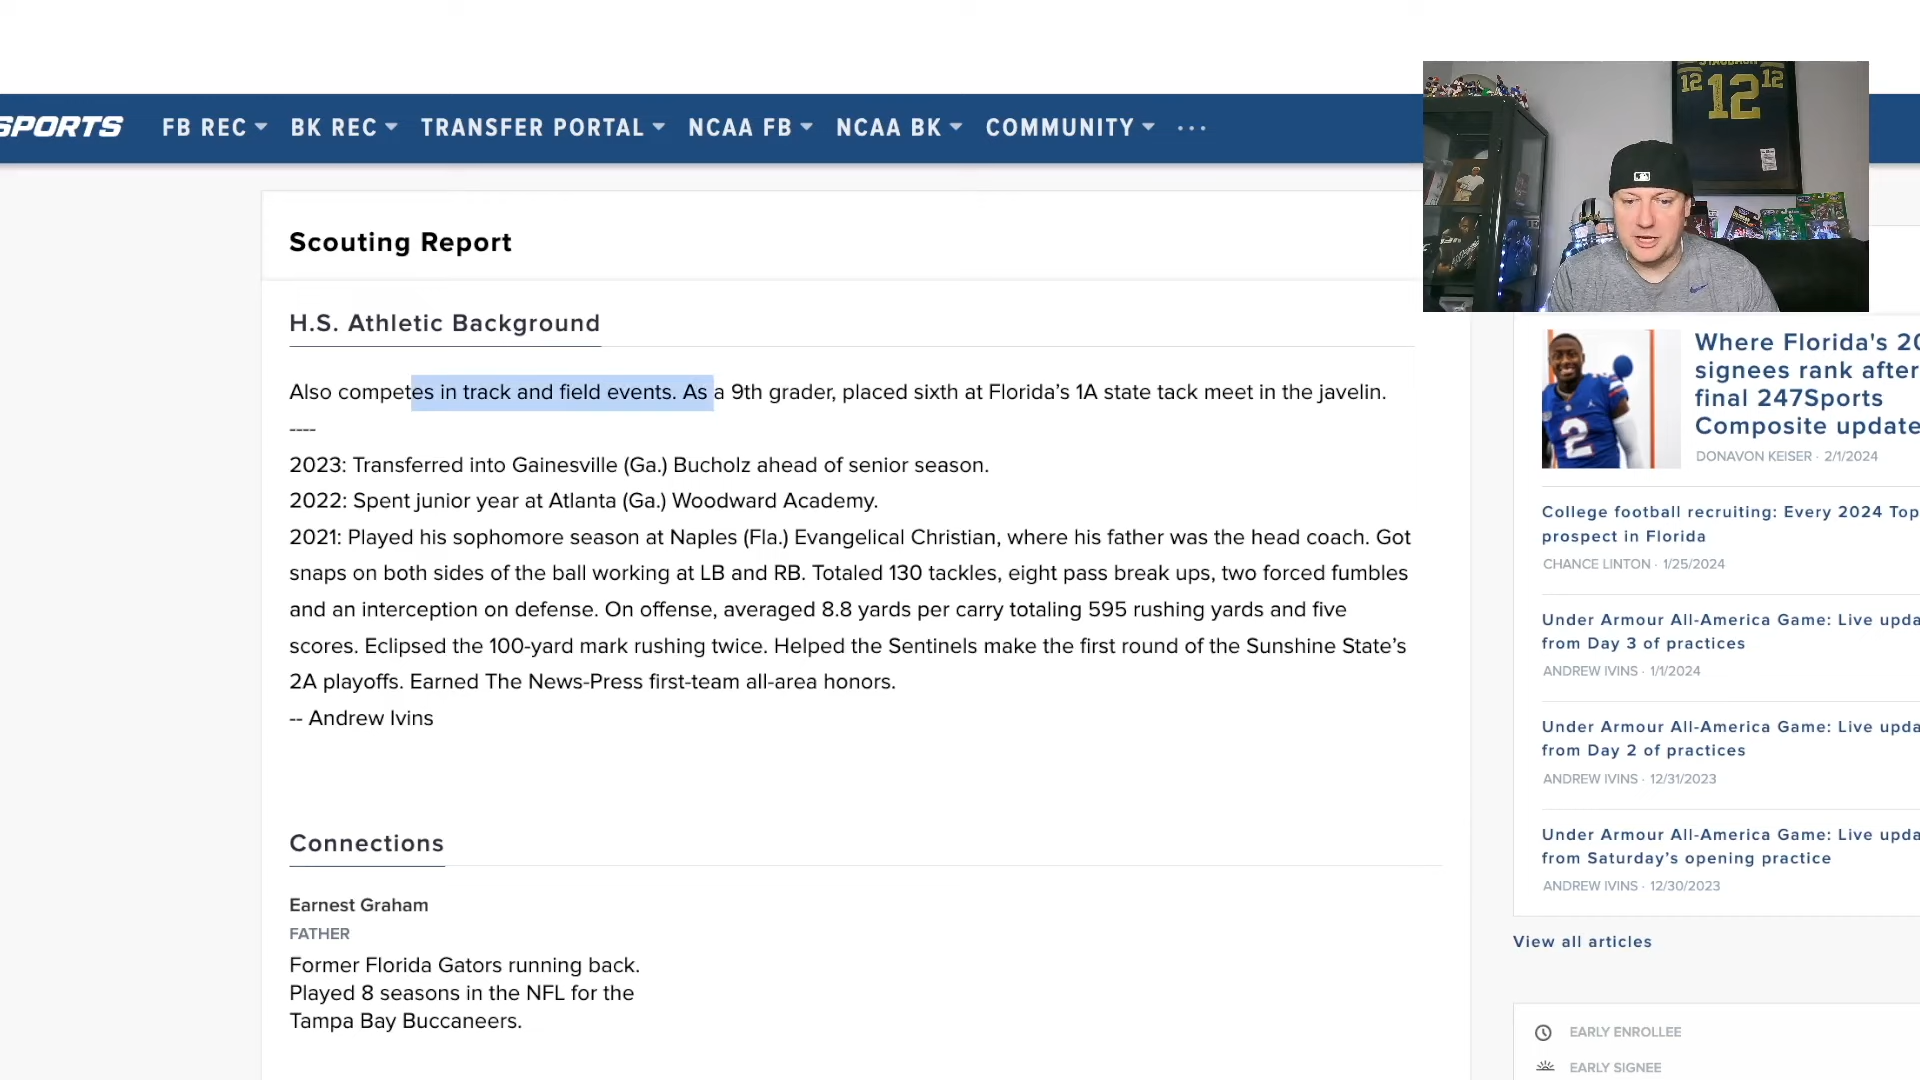 SPORTS FB REC BK REC TRANSFER PORTAL NCAA FB NCAA BK COMMUNITY ...
12 12 12
Scouting Report
H.S. Athletic Background
Also competes in track and field events. As a 9th grader, placed sixth at Florida's 1A state tack meet in the javelin.
----
2023: Transferred into Gainesville (Ga.) Bucholz ahead of senior season.
2022: Spent junior year at Atlanta (Ga.) Woodward Academy.
2021: Played his sophomore season at Naples (Fla.) Evangelical Christian, where his father was the head coach. Got
snaps on both sides of the ball working at LB and RB. Totaled 130 tackles, eight pass break ups, two forced fumbles
and an interception on defense. On offense, averaged 8.8 yards per carry totaling 595 rushing yards and five
scores. Eclipsed the 100-yard mark rushing twice. Helped the Sentinels make the first round of the Sunshine State's
2A playoffs. Earned The News-Press first-team all-area honors.
-- Andrew Ivins
Connections
Earnest Graham
FATHER
Former Florida Gators running back.
Played 8 seasons in the NFL for the
Tampa Bay Buccaneers.
2
Where Florida's 20
signees rank after
final 247Sports
Composite update
DONAVON KEISER · 2/1/2024
College football recruiting: Every 2024 Top
prospect in Florida
CHANCE LINTON · 1/25/2024
Under Armour All-America Game: Live upda
from Day 3 of practices
ANDREW IVINS · 1/1/2024
Under Armour All-America Game: Live upda
from Day 2 of practices
ANDREW IVINS · 12/31/2023
Under Armour All-America Game: Live upda
from Saturday's opening practice
ANDREW IVINS · 12/30/2023
View all articles
EARLY ENROLLEE
EARLY SIGNEE